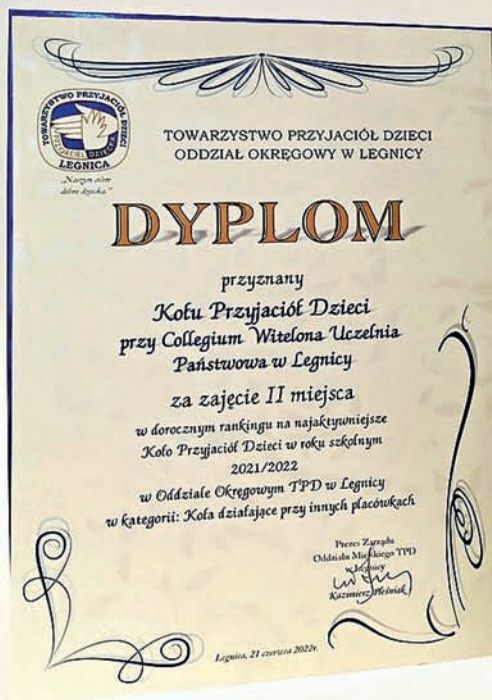 TOWARZYSTWO PRZYJACIÓŁ DZIECI
PRZYJACIEL DZIECKA
LEGNICA
„Naszym celem
dobro dziecka."
TOWARZYSTWO PRZYJACIÓŁ DZIECI
ODDZIAŁ OKRĘGOWY W LEGNICY
DYPLOM
przyznany
Kołu Przyjaciół Dzieci
przy Collegium Witelona Uczelnia
Państwowa w Legnicy
za zajęcie II miejsca
w dorocznym rankingu na najaktywniejsze
Koło Przyjaciół Dzieci w roku szkolnym
2021/2022
w Oddziale Okręgowym TPD w Legnicy
w kategorii: Koła działające przy innych placówkach
Prezes Zarządu
Oddziału Miejskiego TPD
w Legnicy
Kazimierz Pleśniak
Legnica, 21 czerwca 2022r.